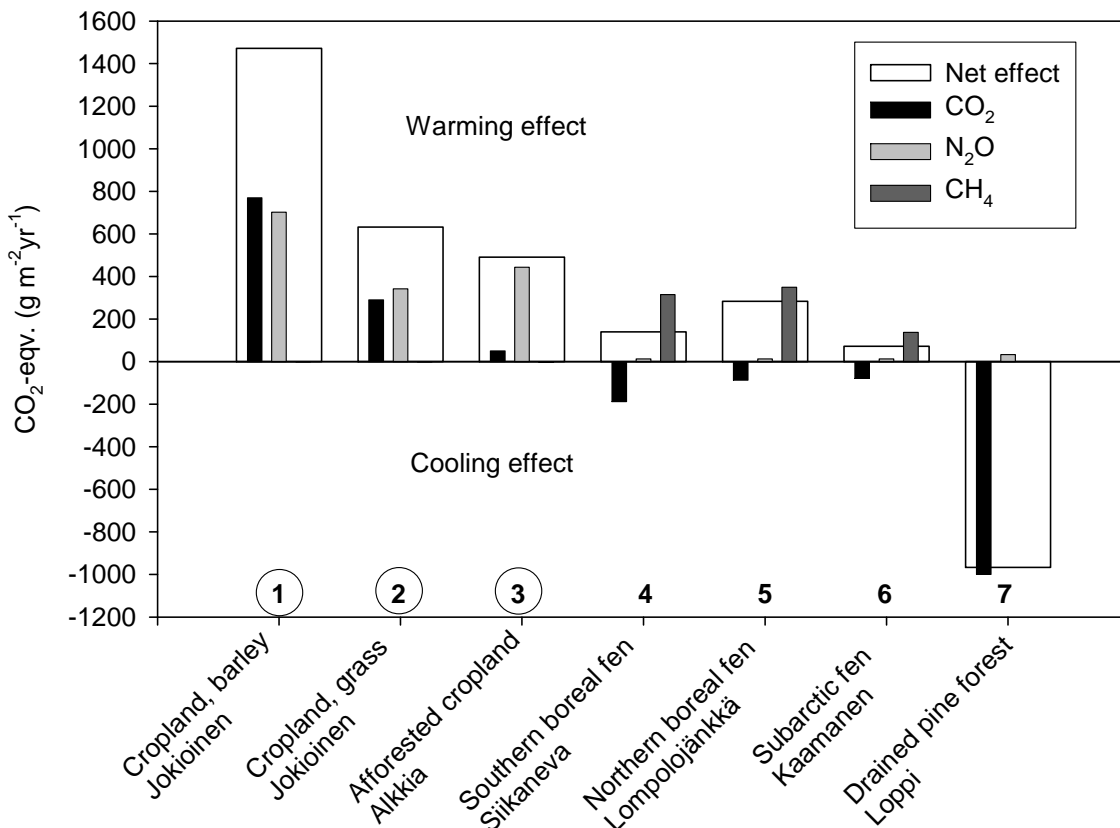 1600
1400
1200
1000
800
600
400
200
0
-200
-400
-600
-800
-1000
-1200
CO₂-eqv. (g m⁻²yr⁻¹)
Net effect
CO₂
N₂O
CH₄
Warming effect
Cooling effect
1 2 3 4 5 6 7
Cropland, barley
Jokioinen
Cropland, grass
Jokioinen
Afforested cropland
Alkkia
Southern boreal fen
Siikaneva
Northern boreal fen
Lompolojänkkä
Subarctic fen
Kaamanen
Drained pine forest
Loppi